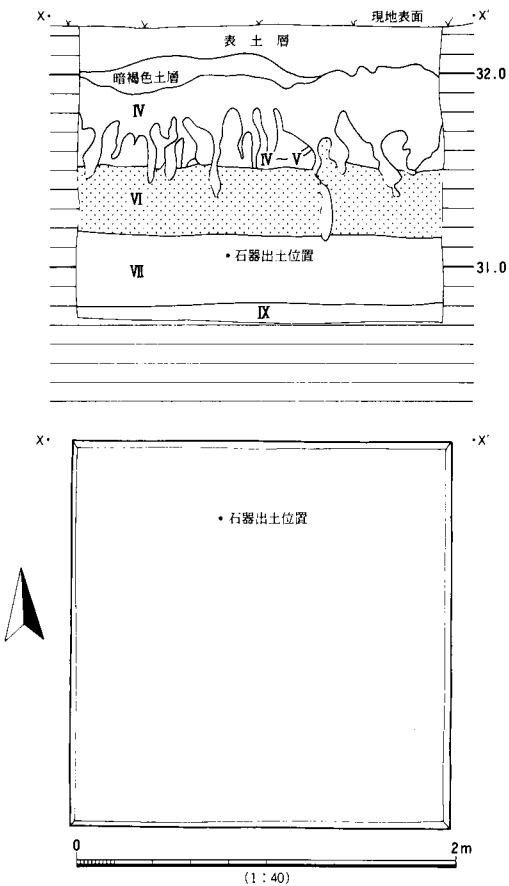 X・ 現地表面 ・X′
表土層
暗褐色土層 32.0
Ⅳ
Ⅳ～Ⅴ
Ⅵ
・石器出土位置
Ⅶ 31.0
Ⅸ
X・ ・X′
・石器出土位置
0 2m
(1:40)